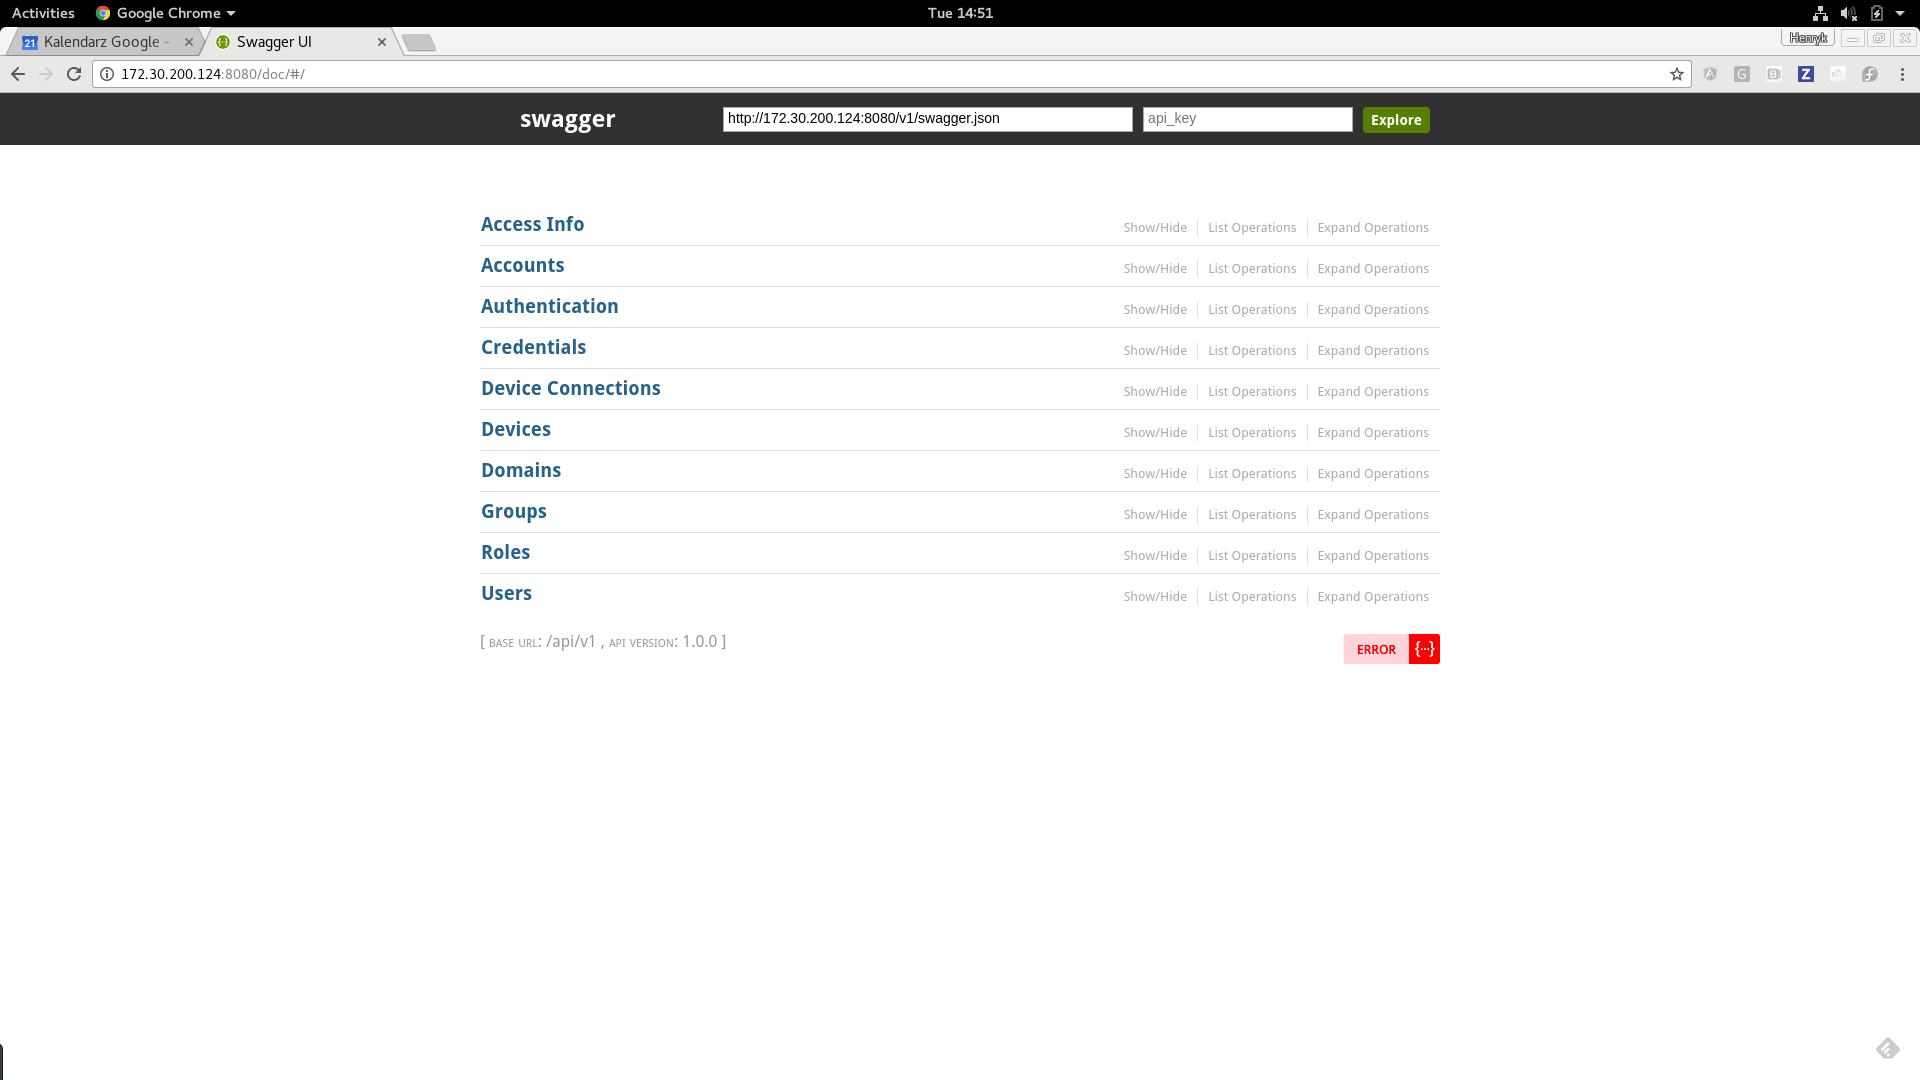 Activities Google Chrome Tue 14:51
21 Kalendarz Google - Swagger UI Henryk
172.30.200.124:8080/doc/#/
swagger http://172.30.200.124:8080/v1/swagger.json api_key Explore
Access Info Show/Hide List Operations Expand Operations
Accounts Show/Hide List Operations Expand Operations
Authentication Show/Hide List Operations Expand Operations
Credentials Show/Hide List Operations Expand Operations
Device Connections Show/Hide List Operations Expand Operations
Devices Show/Hide List Operations Expand Operations
Domains Show/Hide List Operations Expand Operations
Groups Show/Hide List Operations Expand Operations
Roles Show/Hide List Operations Expand Operations
Users Show/Hide List Operations Expand Operations
[ BASE URL: /api/v1 , API VERSION: 1.0.0 ] ERROR {···}